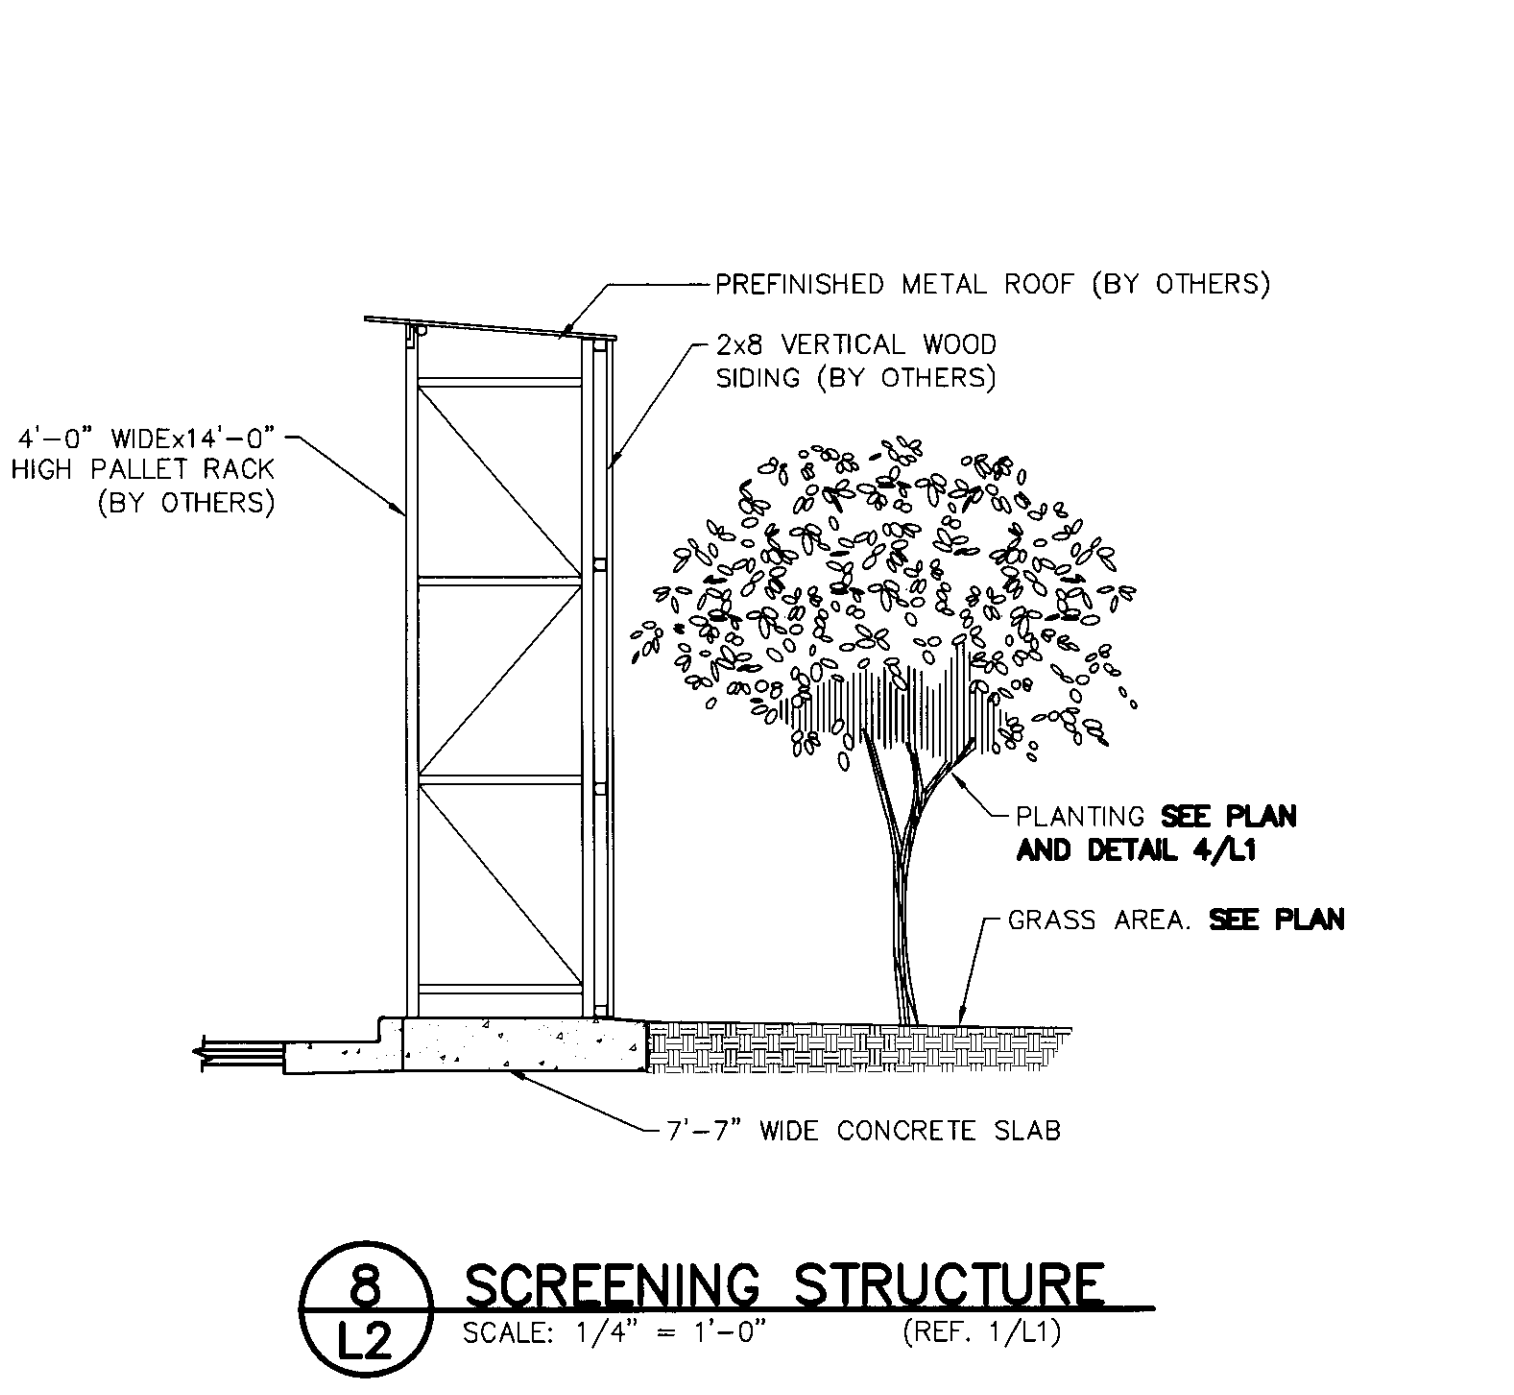 PREFINISHED METAL ROOF (BY OTHERS)
2x8 VERTICAL WOOD
SIDING (BY OTHERS)
4'-0" WIDEx14'-0"
HIGH PALLET RACK
(BY OTHERS)
PLANTING SEE PLAN
AND DETAIL 4/L1
GRASS AREA. SEE PLAN
7'-7" WIDE CONCRETE SLAB
8
L2
SCREENING STRUCTURE
SCALE: 1/4" = 1'-0" (REF. 1/L1)